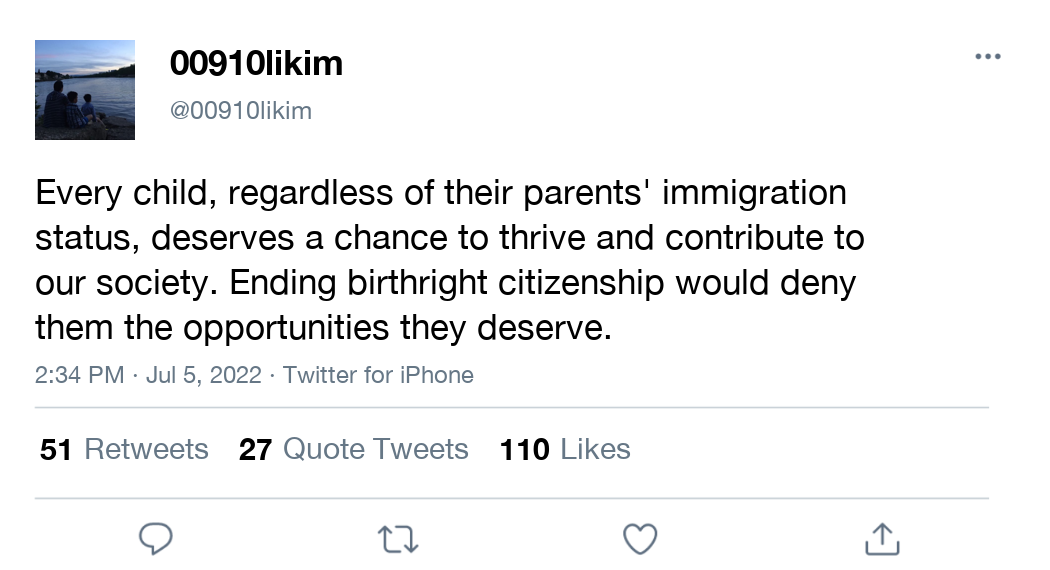 00910likim
@00910likim
Every child, regardless of their parents' immigration
status, deserves a chance to thrive and contribute to
our society. Ending birthright citizenship would deny
them the opportunities they deserve.
2:34 PM · Jul 5, 2022 · Twitter for iPhone
51 Retweets 27 Quote Tweets 110 Likes